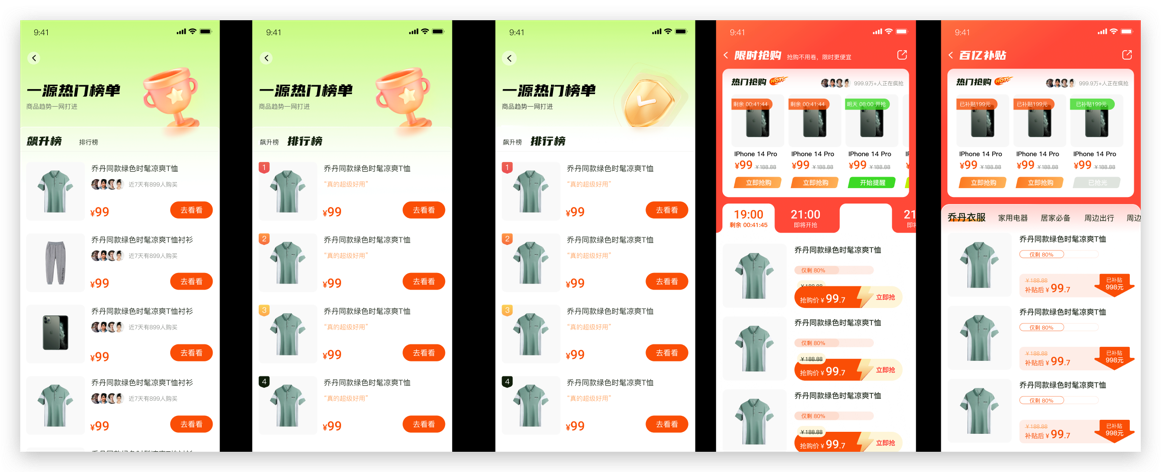 9:41
一源热门榜单
商品趋势一网打进
飙升榜 排行榜
乔丹同款绿色时髦凉爽T恤
近7天有899人购买
¥99 去看看
乔丹同款绿色时髦凉爽T恤衬衫
近7天有899人购买
¥99 去看看
乔丹同款绿色时髦凉爽T恤
近7天有899人购买
¥99 去看看
乔丹同款绿色时髦凉爽T恤衬衫
近7天有899人购买
¥99 去看看
9:41
一源热门榜单
商品趋势一网打进
飙升榜 排行榜
1
乔丹同款绿色时髦凉爽T恤
"真的超级好用"
¥99 去看看
2
乔丹同款绿色时髦凉爽T恤
"真的超级好用"
¥99 去看看
3
乔丹同款绿色时髦凉爽T恤
"真的超级好用"
¥99 去看看
4
乔丹同款绿色时髦凉爽T恤
"真的超级好用"
¥99 去看看
9:41
一源热门榜单
商品趋势一网打进
飙升榜 排行榜
1
乔丹同款绿色时髦凉爽T恤
"真的超级好用"
¥99 去看看
2
乔丹同款绿色时髦凉爽T恤
"真的超级好用"
¥99 去看看
3
乔丹同款绿色时髦凉爽T恤
"真的超级好用"
¥99 去看看
4
乔丹同款绿色时髦凉爽T恤
"真的超级好用"
¥99 去看看
9:41
限时抢购 抢购不用卷，限时更便宜
热门抢购 999.9万+人正在疯抢
剩余 00:41:44 剩余 00:41:44
IPhone 14 Pro IPhone 14 Pro IPhone 14 Pro
¥99 ¥188.88 ¥99 ¥188.88 ¥99 ¥188.88
立即抢购 立即抢购 开始提醒
19:00 21:00 21
剩余 00:41:45 即将开抢 即将
乔丹同款绿色时髦凉爽T恤
仅剩 80%
¥188.88
抢购价 ¥99.7 立即抢
乔丹同款绿色时髦凉爽T恤
仅剩 80%
¥188.88
抢购价 ¥99.7 立即抢
乔丹同款绿色时髦凉爽T恤
仅剩 80%
¥188.88
抢购价 ¥99.7 立即抢
9:41
百亿补贴
热门抢购 999.9万+人正在疯抢
已补贴199元 已补贴199元 已补贴199元
IPhone 14 Pro IPhone 14 Pro IPhone 14 Pro
¥99 ¥188.88 ¥99 ¥188.88 ¥99 ¥188.88
立即抢购 立即抢购 已抢光
乔丹衣服 家用电器 居家必备 周边出行 周边
乔丹同款绿色时髦凉爽T恤
仅剩 80%
¥188.88
补贴后 ¥99.7
已补贴
998元
乔丹同款绿色时髦凉爽T恤
仅剩 80%
¥188.88
补贴后 ¥99.7
已补贴
998元
乔丹同款绿色时髦凉爽T恤
仅剩 80%
¥188.88
补贴后 ¥99.7
已补贴
998元